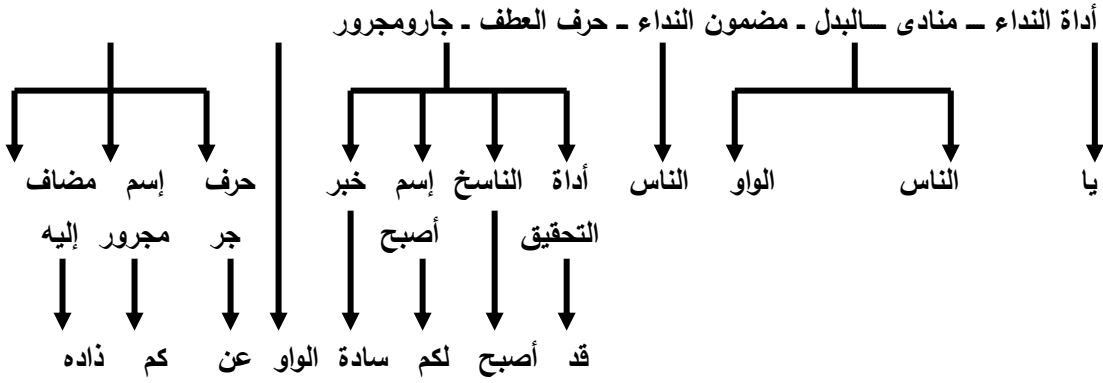 أداة النداء – منادى – البدل - مضمون النداء - حرف العطف - جارومجرور
يا الناس الواو الناس أداة الناسخ إسم خبر حرف إسم مضاف
التحقيق أصبح جر مجرور إليه
قد أصبح لكم سادة الواو عن كم ذاده